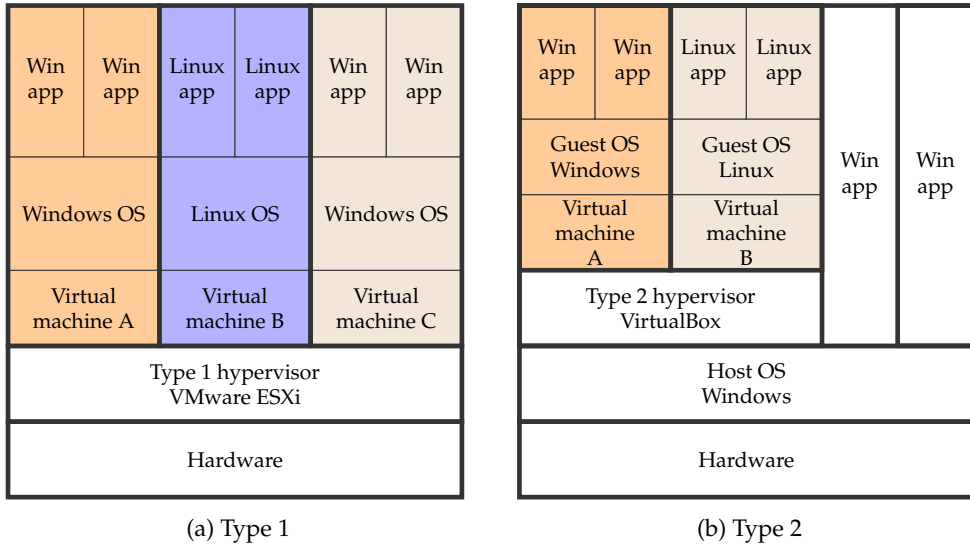 Win
app
Win
app
Linux
app
Linux
app
Win
app
Win
app
Windows OS
Linux OS
Windows OS
Virtual
machine A
Virtual
machine B
Virtual
machine C
Type 1 hypervisor
VMware ESXi
Hardware
(a) Type 1
Win
app
Win
app
Linux
app
Linux
app
Guest OS
Windows
Guest OS
Linux
Virtual
machine
A
Virtual
machine
B
Win
app
Win
app
Type 2 hypervisor
VirtualBox
Host OS
Windows
Hardware
(b) Type 2